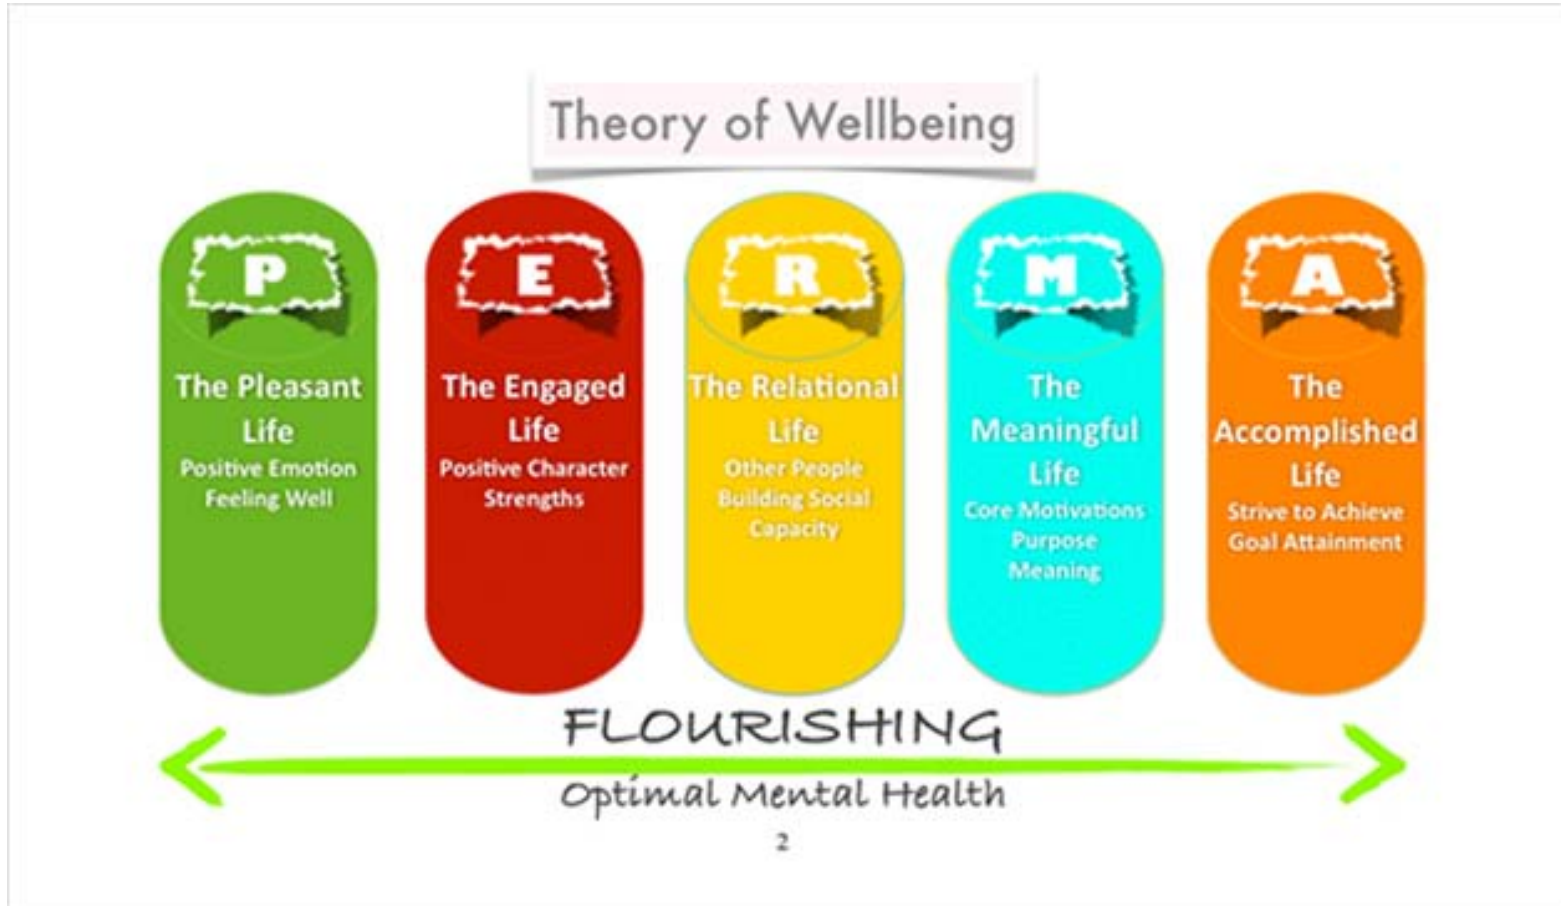 Theory of Wellbeing
P
The Pleasant
Life
Positive Emotion
Feeling Well
E
The Engaged
Life
Positive Character
Strengths
R
The Relational
Life
Other People
Building Social
Capacity
M
The
Meaningful
Life
Core Motivations
Purpose
Meaning
A
The
Accomplished
Life
Strive to Achieve
Goal Attainment
FLOURISHING
Optimal Mental Health
2